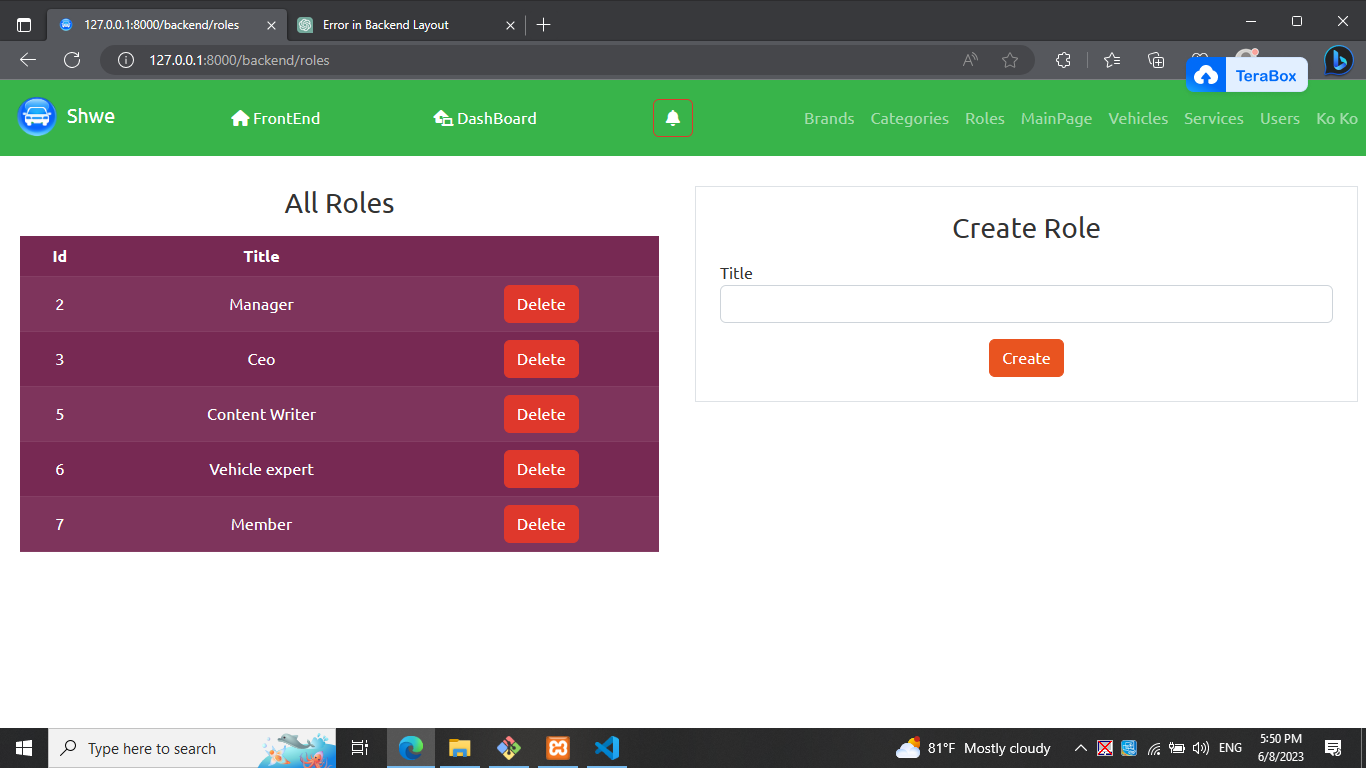 127.0.0.1:8000/backend/roles
Error in Backend Layout
127.0.0.1:8000/backend/roles
TeraBox
Shwe
FrontEnd
DashBoard
Brands Categories Roles MainPage Vehicles Services Users Ko Ko
All Roles
Id Title
2 Manager Delete
3 Ceo Delete
5 Content Writer Delete
6 Vehicle expert Delete
7 Member Delete
Create Role
Title
Create
Type here to search
81°F Mostly cloudy
ENG
5:50 PM
6/8/2023